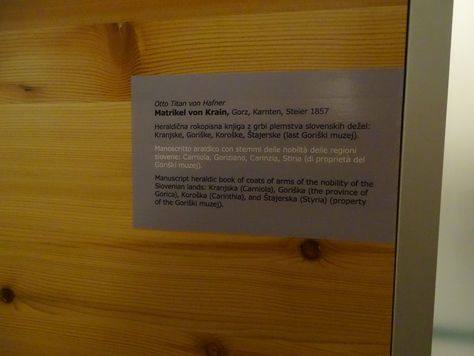 Otto Titan von Hafner
Matrikel von Krain, Gorz, Karnten, Steier 1857
Heraldična rokopisna knjiga z grbi plemstva slovenskih dežel:
Kranjske, Goriške, Koroške, Štajerske (last Goriški muzej).
Manoscritto araldico con stemmi delle nobiltà delle regioni
slovene: Carniola, Goriziano, Carinzia, Stiria (di proprietà del
Goriški muzej).
Manuscript heraldic book of coats of arms of the nobility of the
Slovenian lands: Kranjska (Carniola), Goriška (the province of
Gorica), Koroška (Carinthia), and Štajerska (Styria) (property
of the Goriški muzej).